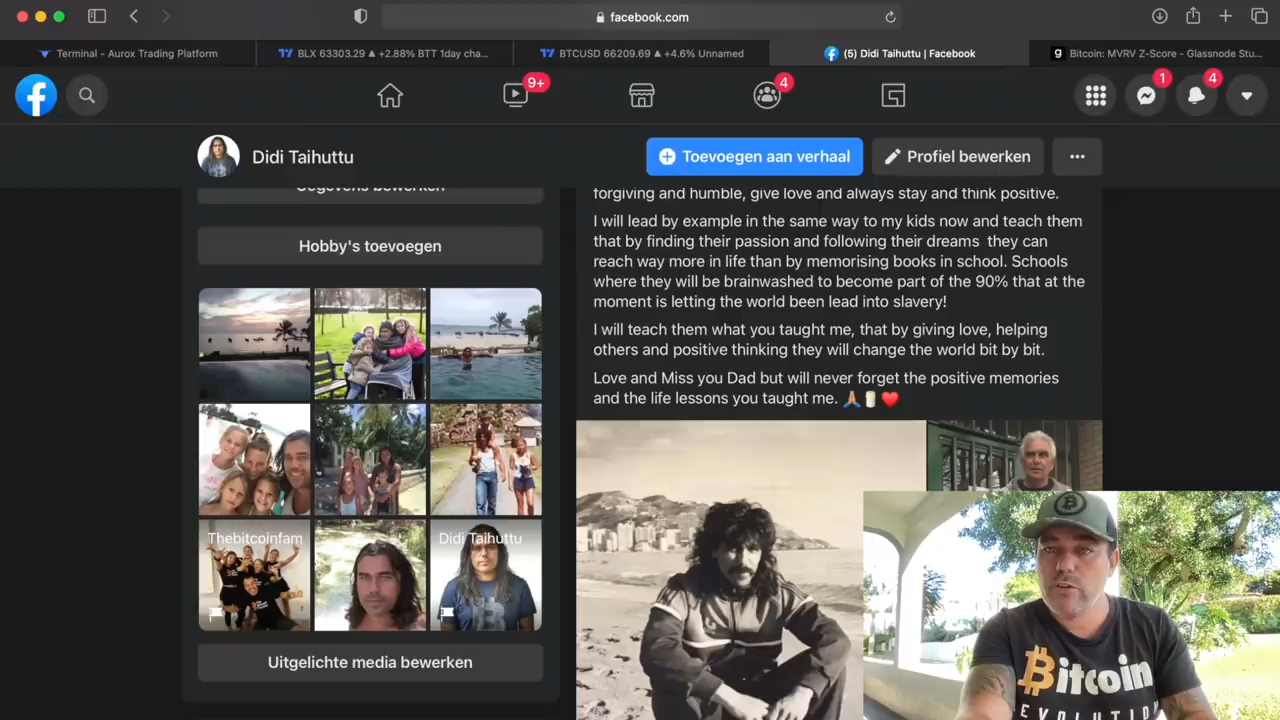 facebook.com
Terminal - Aurox Trading Platform
BLX 63303.29 ▲ +2.88% BTT 1day cha...
BTCUSD 66209.69 ▲ +4.6% Unnamed
(5) Didi Taihuttu | Facebook
g Bitcoin: MVRV Z-Score - Glassnode Stu...
9+
4
1
4
Didi Taihuttu
Toevoegen aan verhaal
Profiel bewerken
Gegevens bewerken
Hobby's toevoegen
Thebitcoinfam
Didi Taihuttu
Uitgelichte media bewerken
forgiving and humble, give love and always stay and think positive.
I will lead by example in the same way to my kids now and teach them
that by finding their passion and following their dreams they can
reach way more in life than by memorising books in school. Schools
where they will be brainwashed to become part of the 90% that at the
moment is letting the world been lead into slavery!
I will teach them what you taught me, that by giving love, helping
others and positive thinking they will change the world bit by bit.
Love and Miss you Dad but will never forget the positive memories
and the life lessons you taught me. 🙏🥛❤️
Bitcoin
EVOLUTIO